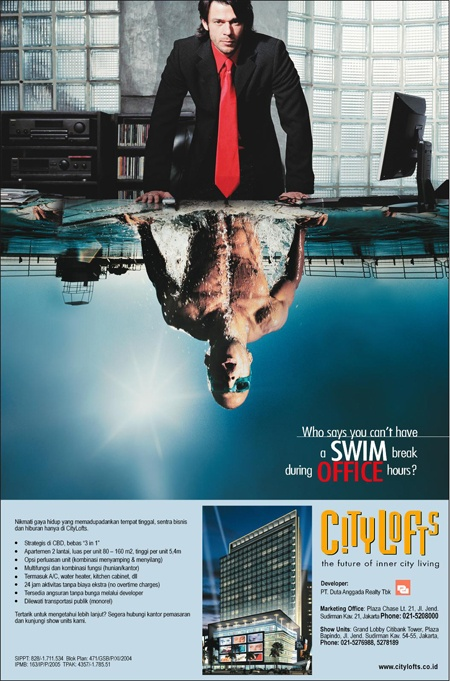 Who says you can't have
a SWIM break
during OFFICE hours?
Nikmati gaya hidup yang memadupadankan tempat tinggal, sentra bisnis
dan hiburan hanya di CityLofts.
• Strategis di CBD, bebas "3 in 1"
• Apartemen 2 lantai, luas per unit 80 – 160 m2, tinggi per unit 5,4m
• Opsi perluasan unit (kombinasi menyamping & menyilang)
• Multifungsi dan kombinasi fungsi (hunian/kantor)
• Termasuk A/C, water heater, kitchen cabinet, dll
• 24 jam aktivitas tanpa biaya ekstra (no overtime charges)
• Tersedia angsuran tanpa bunga melalui developer
• Dilewati transportasi publik (monorel)
Tertarik untuk mengetahui lebih lanjut? Segera hubungi kantor pemasaran
dan kunjungi show units kami.
SIPPT: 828/-1.711.534 Blok Plan: 471/GSB/P/XI/2004
IPMB: 163/IP/P/2005 TPAK: 4357/-1.785.51
CITYLOFTS
the future of inner city living
Developer:
PT. Duta Anggada Realty Tbk
Marketing Office: Plaza Chase Lt. 21, Jl. Jend.
Sudirman Kav. 21, Jakarta Phone: 021-5208000
Show Units: Grand Lobby Citibank Tower, Plaza
Bapindo, Jl. Jend. Sudirman Kav. 54-55, Jakarta,
Phone: 021-5276988, 5278189
www.citylofts.co.id